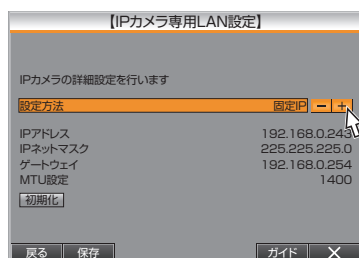 【IPカメラ専用LAN設定】
IPカメラの詳細設定を行います
設定方法 固定IP − +
IPアドレス 192.168.0.243
IPネットマスク 225.225.225.0
ゲートウェイ 192.168.0.254
MTU設定 1400
初期化
戻る 保存 ガイド ×